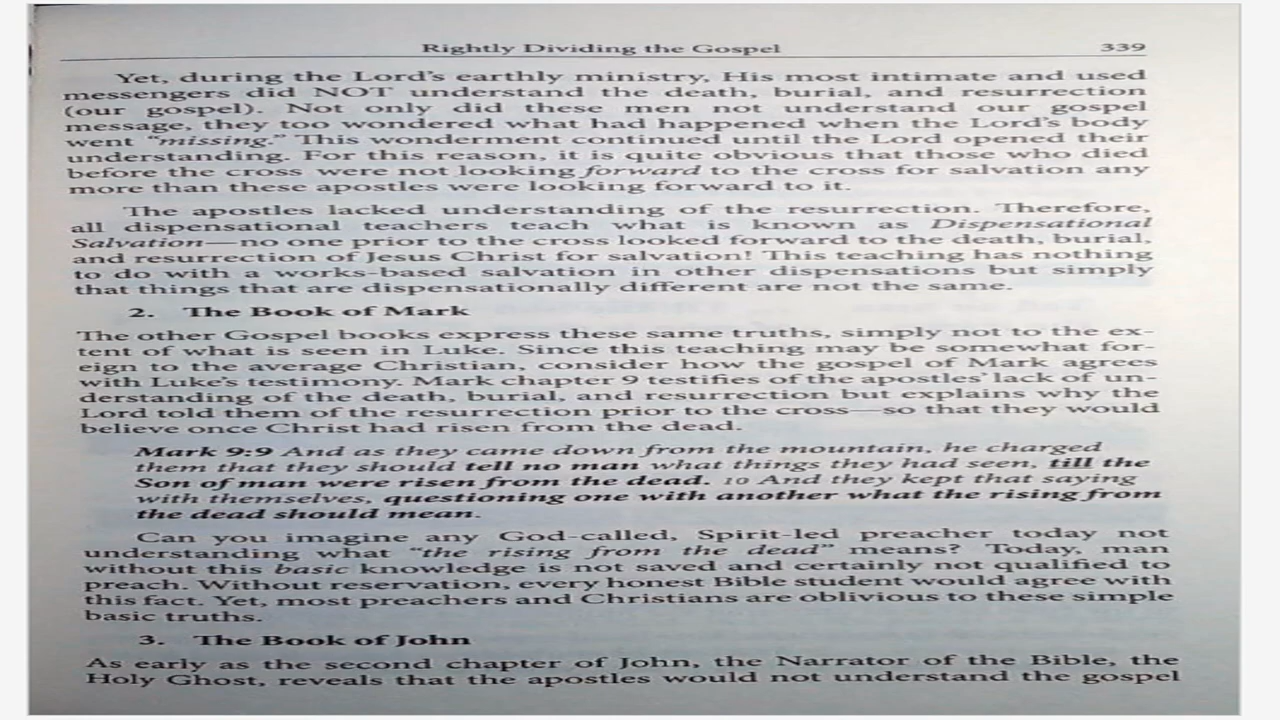 Rightly Dividing the Gospel 339
Yet, during the Lord's earthly ministry, His most intimate and used
messengers did NOT understand the death, burial, and resurrection
(our gospel). Not only did these men not understand our gospel
message, they too wondered what had happened when the Lord's body
went "missing." This wonderment continued until the Lord opened their
understanding. For this reason, it is quite obvious that those who died
before the cross were not looking forward to the cross for salvation any
more than these apostles were looking forward to it.
The apostles lacked understanding of the resurrection. Therefore,
all dispensational teachers teach what is known as Dispensational
Salvation—no one prior to the cross looked forward to the death, burial,
and resurrection of Jesus Christ for salvation! This teaching has nothing
to do with a works-based salvation in other dispensations but simply
that things that are dispensationally different are not the same.
2. The Book of Mark
The other Gospel books express these same truths, simply not to the ex-
tent of what is seen in Luke. Since this teaching may be somewhat for-
eign to the average Christian, consider how the gospel of Mark agrees
with Luke's testimony. Mark chapter 9 testifies of the apostles' lack of un-
derstanding of the death, burial, and resurrection but explains why the
Lord told them of the resurrection prior to the cross—so that they would
believe once Christ had risen from the dead.
Mark 9:9 And as they came down from the mountain, he charged
them that they should tell no man what things they had seen, till the
Son of man were risen from the dead. 10 And they kept that saying
with themselves, questioning one with another what the rising from
the dead should mean.
Can you imagine any God-called, Spirit-led preacher today not
understanding what "the rising from the dead" means? Today, man
without this basic knowledge is not saved and certainly not qualified to
preach. Without reservation, every honest Bible student would agree with
this fact. Yet, most preachers and Christians are oblivious to these simple
basic truths.
3. The Book of John
As early as the second chapter of John, the Narrator of the Bible, the
Holy Ghost, reveals that the apostles would not understand the gospel